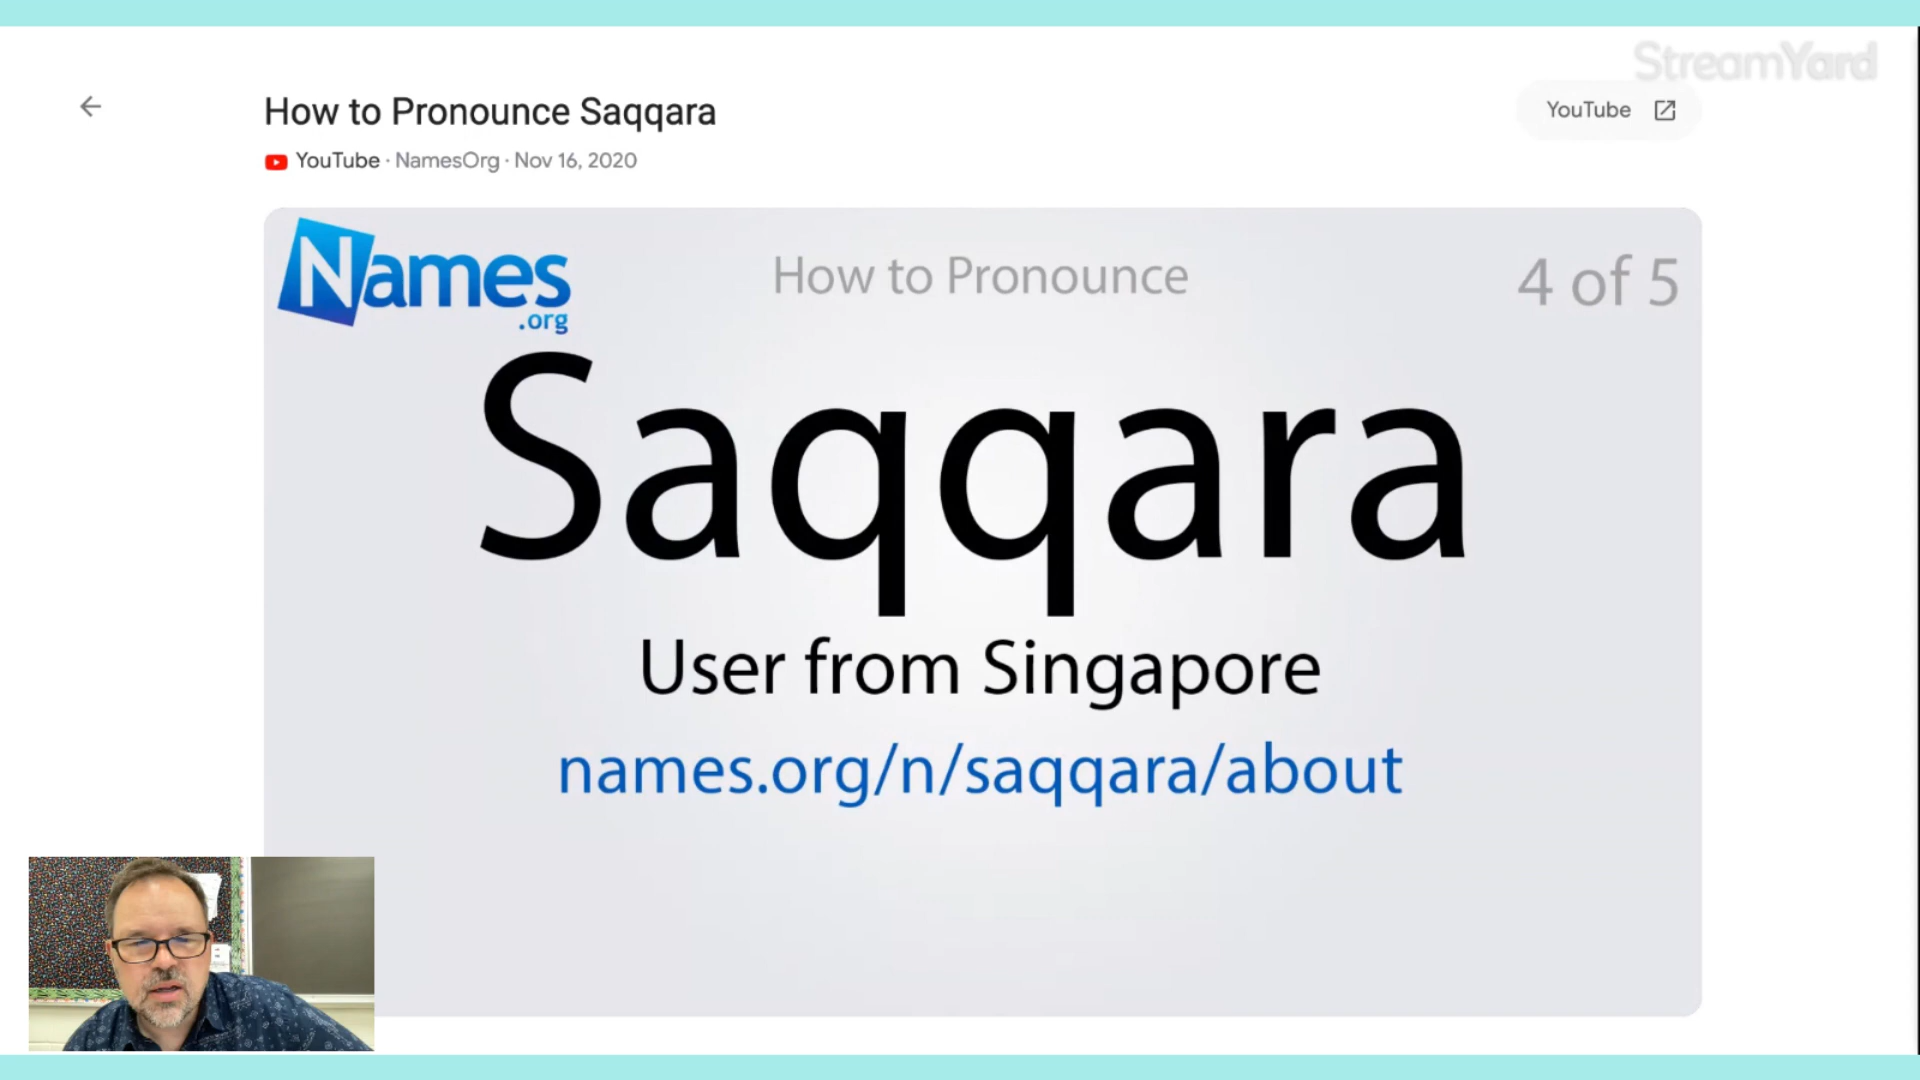 StreamYard
How to Pronounce Saqqara
YouTube
YouTube · NamesOrg · Nov 16, 2020
Names
.org
How to Pronounce
4 of 5
Saqqara
User from Singapore
names.org/n/saqqara/about